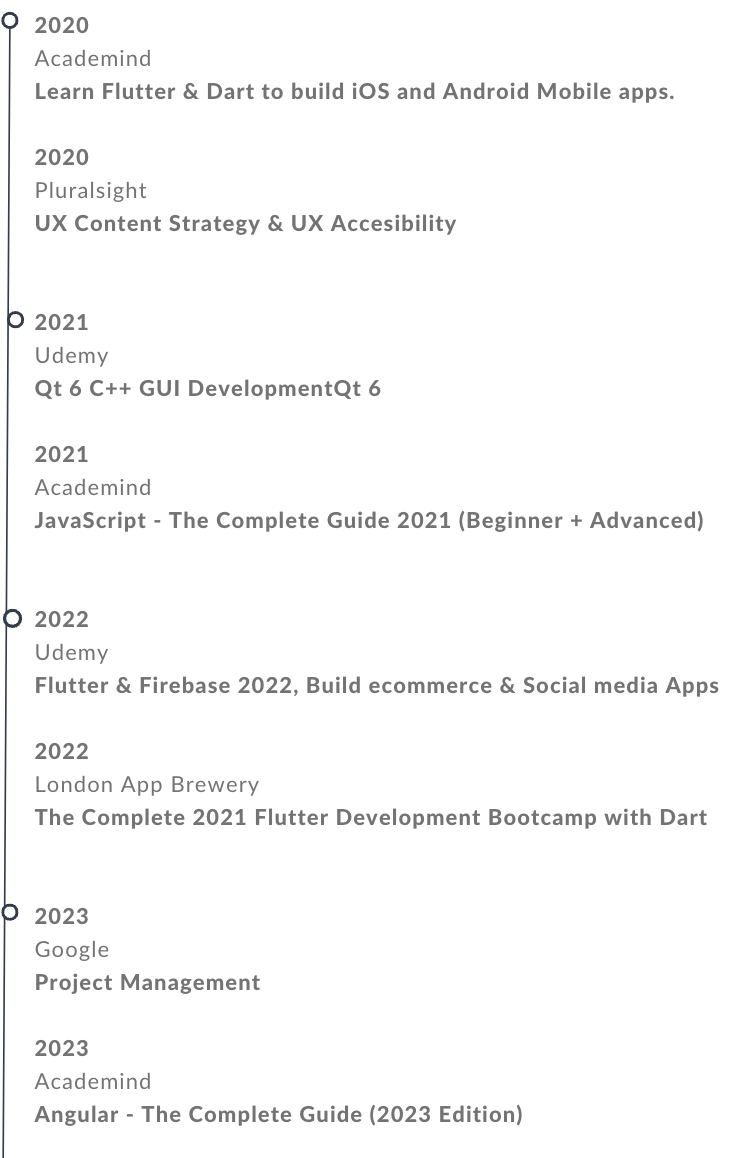 2020
Academind
Learn Flutter & Dart to build iOS and Android Mobile apps.
2020
Pluralsight
UX Content Strategy & UX Accesibility
2021
Udemy
Qt 6 C++ GUI DevelopmentQt 6
2021
Academind
JavaScript - The Complete Guide 2021 (Beginner + Advanced)
2022
Udemy
Flutter & Firebase 2022, Build ecommerce & Social media Apps
2022
London App Brewery
The Complete 2021 Flutter Development Bootcamp with Dart
2023
Google
Project Management
2023
Academind
Angular - The Complete Guide (2023 Edition)